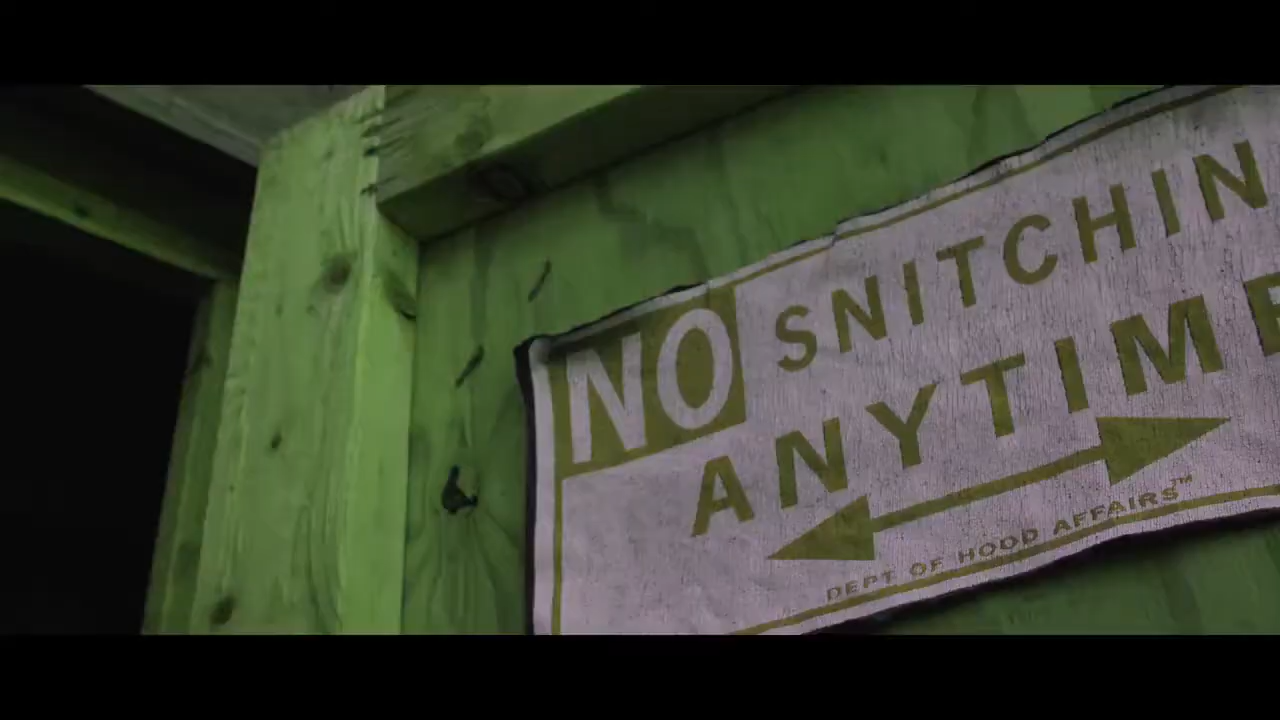 NO SNITCHIN
ANYTIME
DEPT OF HOOD AFFAIRS™